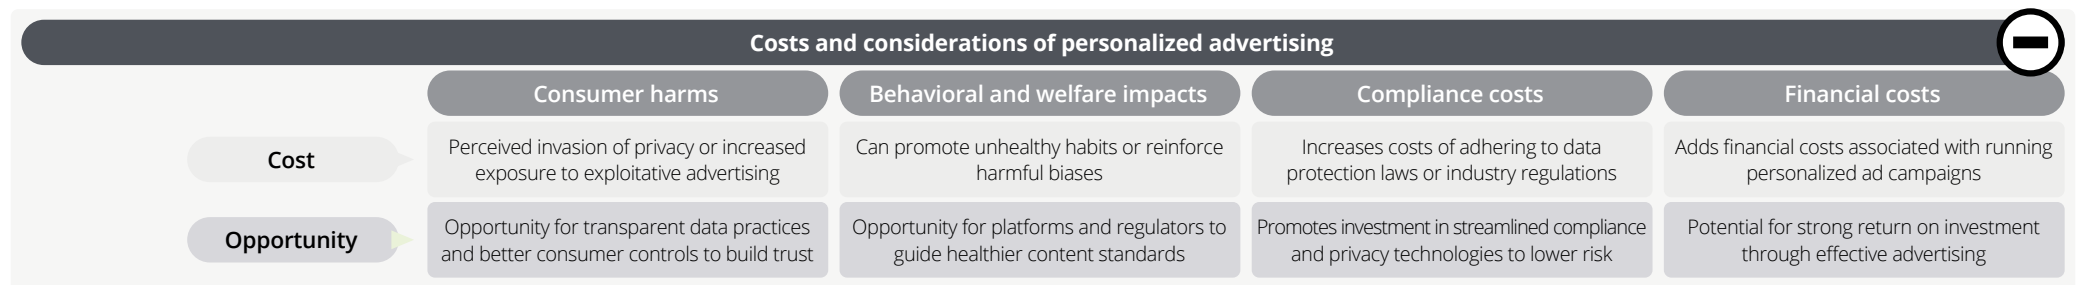 Costs and considerations of personalized advertising
Consumer harms
Behavioral and welfare impacts
Compliance costs
Financial costs
Cost
Perceived invasion of privacy or increased
exposure to exploitative advertising
Can promote unhealthy habits or reinforce
harmful biases
Increases costs of adhering to data
protection laws or industry regulations
Adds financial costs associated with running
personalized ad campaigns
Opportunity
Opportunity for transparent data practices
and better consumer controls to build trust
Opportunity for platforms and regulators to
guide healthier content standards
Promotes investment in streamlined compliance
and privacy technologies to lower risk
Potential for strong return on investment
through effective advertising